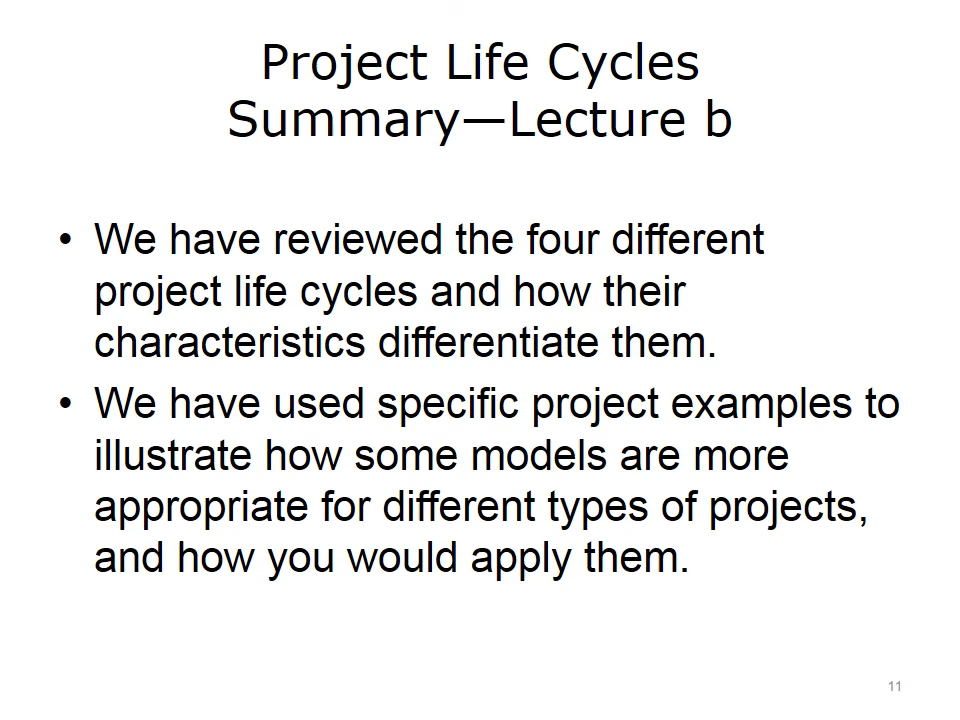 Project Life Cycles
Summary—Lecture b
• We have reviewed the four different
project life cycles and how their
characteristics differentiate them.
• We have used specific project examples to
illustrate how some models are more
appropriate for different types of projects,
and how you would apply them.
11